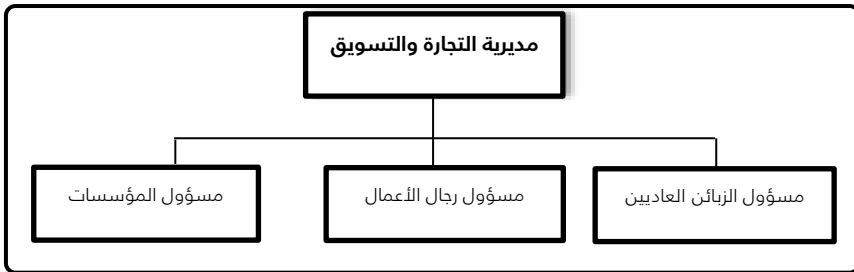 مديرية التجارة والتسويق
مسؤول الزبائن العاديين
مسؤول رجال الأعمال
مسؤول المؤسسات